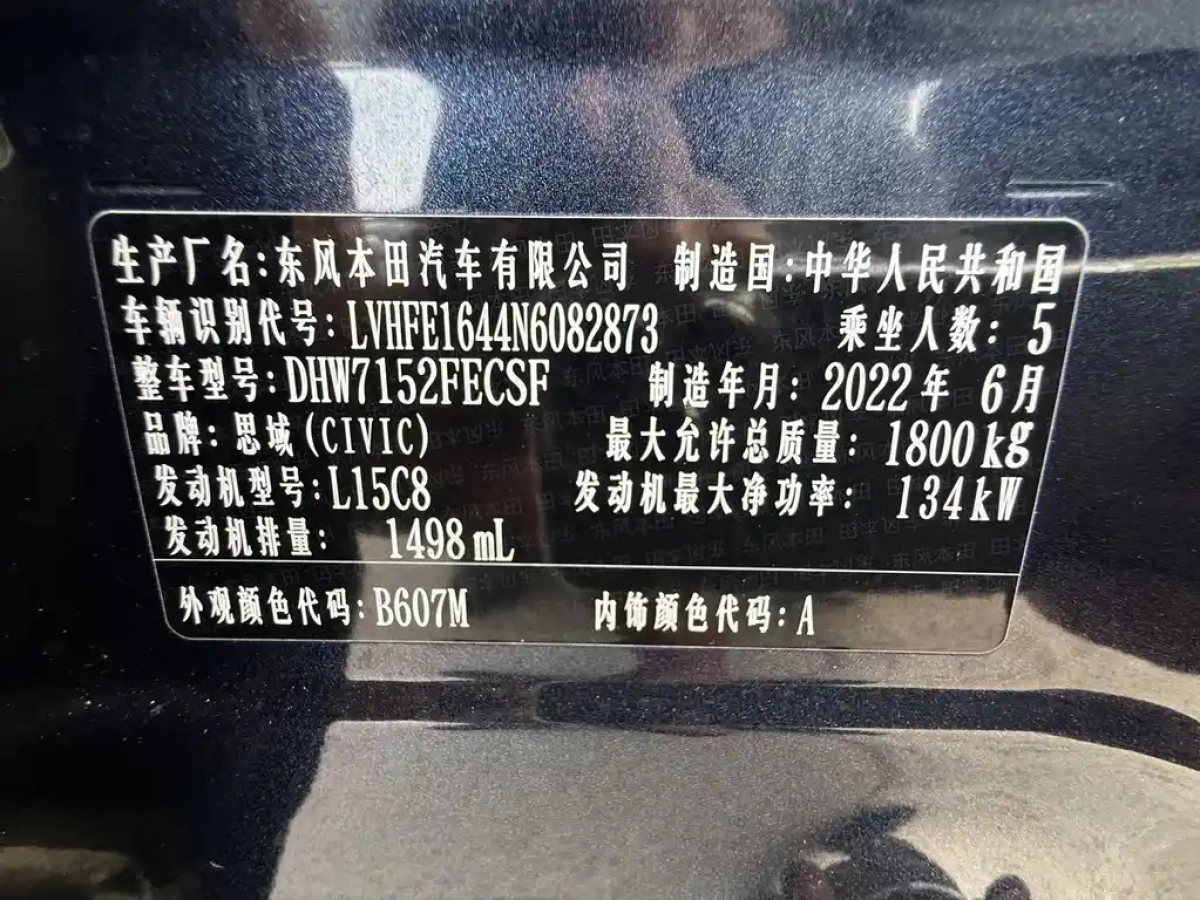 生产厂名:东风本田汽车有限公司 制造国:中华人民共和国
车辆识别代号:LVHFE1644N6082873 乘坐人数: 5
整车型号:DHW7152FECSF 制造年月: 2022年 6月
品牌: 思域(CIVIC) 最大允许总质量: 1800kg
发动机型号:L15C8 发动机最大净功率: 134kW
发动机排量: 1498mL
外观颜色代码:B607M 内饰颜色代码:A